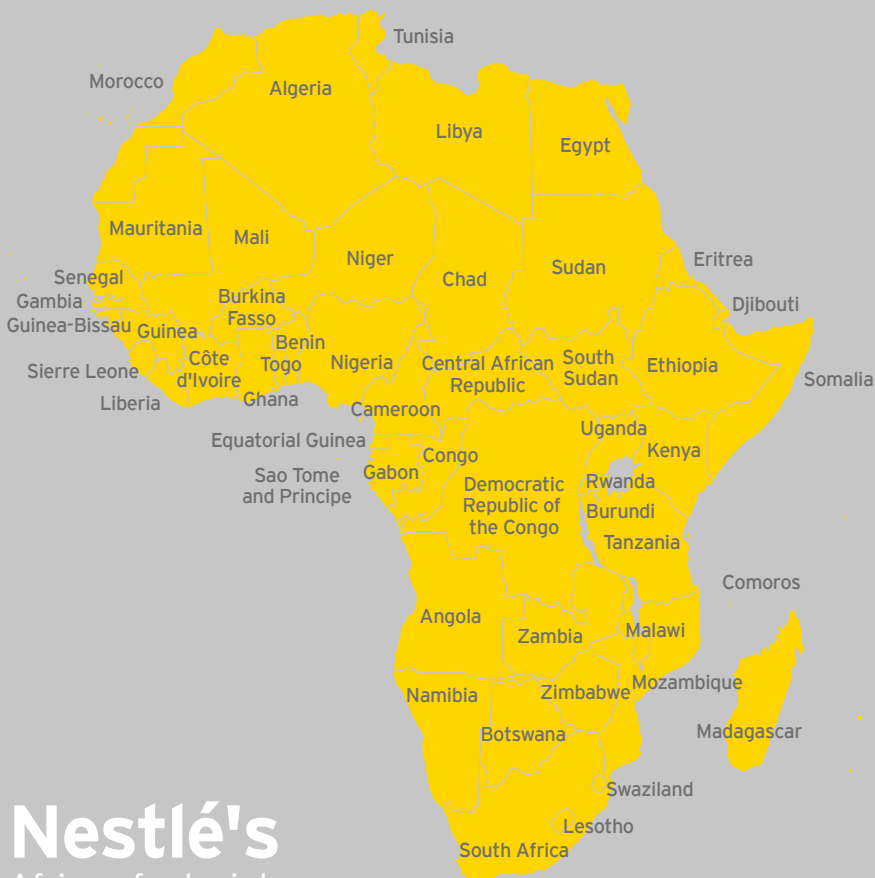 Tunisia
Morocco
Algeria
Libya
Egypt
Mauritania
Mali
Niger
Chad
Sudan
Eritrea
Senegal
Gambia
Guinea-Bissau
Guinea
Burkina
Fasso
Djibouti
Benin
Togo
Nigeria
Côte
d'Ivoire
Ghana
Sierre Leone
Liberia
Central African
Republic
South
Sudan
Ethiopia
Somalia
Cameroon
Equatorial Guinea
Sao Tome
and Principe
Gabon
Congo
Uganda
Kenya
Democratic
Republic of
the Congo
Rwanda
Burundi
Tanzania
Comoros
Angola
Zambia
Malawi
Namibia
Zimbabwe
Mozambique
Botswana
Madagascar
Swaziland
Lesotho
South Africa
Nestlé's